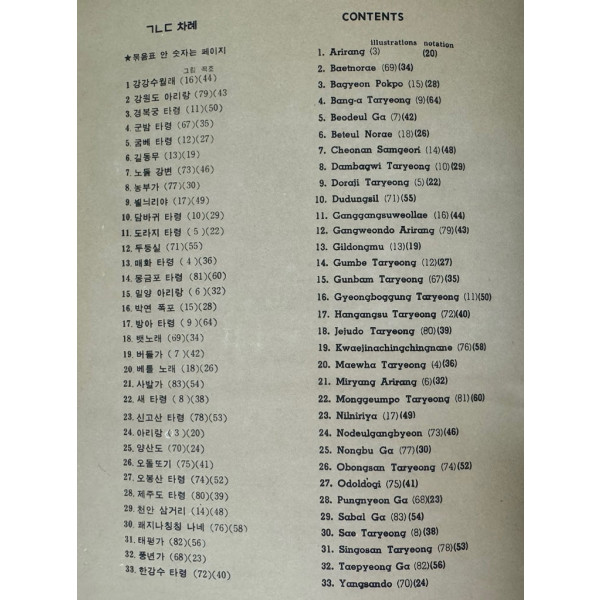 ㄱㄴㄷ 차례
★묶음표 안 숫자는 페이지
그림 악보
1 강강수월래 (16)(44)
2 강원도 아리랑 (79)(43
3. 경복궁 타령 (11)(50)
4. 군밤 타령 (67)(35)
5. 굼베 타령 (12)(27)
6. 길동무 (13)(19)
7. 노들 강변 (73)(46)
8. 농부가 (77)(30)
9. 닐늬리야 (17)(49)
10. 담바귀 타령 (10)(29)
11. 도라지 타령 ( 5 )(22)
12. 두둥실 (71)(55)
13. 매화 타령 ( 4 )(36)
14. 몽금포 타령 (81)(60)
15. 밀양 아리랑 ( 6 )(32)
16. 박연 폭포 (15)(28)
17. 방아 타령 ( 9 )(64)
18. 뱃노래 (69)(34)
19. 버들가 ( 7 )(42)
20. 베틀 노래 (18)(26)
21. 사발가 (83)(54)
22. 새 타령 ( 8 )(38)
23. 신고산 타령 (78)(53)
24. 아리랑 ( 3 )(20)
25. 양산도 (70)(24)
26. 오돌또기 (75)(41)
27. 오봉산 타령 (74)(52)
28. 제주도 타령 (80)(39)
29. 천안 삼거리 (14)(48)
30. 쾌지나칭칭 나네 (76)(58)
31. 태평가 (82)(56)
32. 풍년가 (68)(23)
33. 한강수 타령 (72)(40)
CONTENTS
illustrations notation
1. Arirang (3) (20)
2. Baetnorae (69)(34)
3. Bagyeon Pokpo (15)(28)
4. Bang-a Taryeong (9)(64)
5. Beodeul Ga (7)(42)
6. Beteul Norae (18)(26)
7. Cheonan Samgeori (14)(48)
8. Dambagwi Taryeong (10)(29)
9. Doraji Taryeong (5)(22)
10. Dudungsil (71)(55)
11. Ganggangsuweollae (16)(44)
12. Gangweondo Arirang (79)(43)
13. Gildongmu (13)(19)
14. Gumbe Taryeong (12)(27)
15. Gunbam Taryeong (67)(35)
16. Gyeongboggung Taryeong (11)(50)
17. Hangangsu Taryeong (72)(40)
18. Jejudo Taryeong (80)(39)
19. Kwaejinachingchingnane (76)(58)
20. Maewha Taryeong (4)(36)
21. Miryang Arirang (6)(32)
22. Monggeumpo Taryeong (81)(60)
23. Nilniriya (17)(49)
24. Nodeulgangbyeon (73)(46)
25. Nongbu Ga (77)(30)
26. Obongsan Taryeong (74)(52)
27. Odolddogi (75)(41)
28. Pungnyeon Ga (68)(23)
29. Sabal Ga (83)(54)
30. Sae Taryeong (8)(38)
31. Singosan Taryeong (78)(53)
32. Taepyeong Ga (82)(56)
33. Yangsando (70)(24)